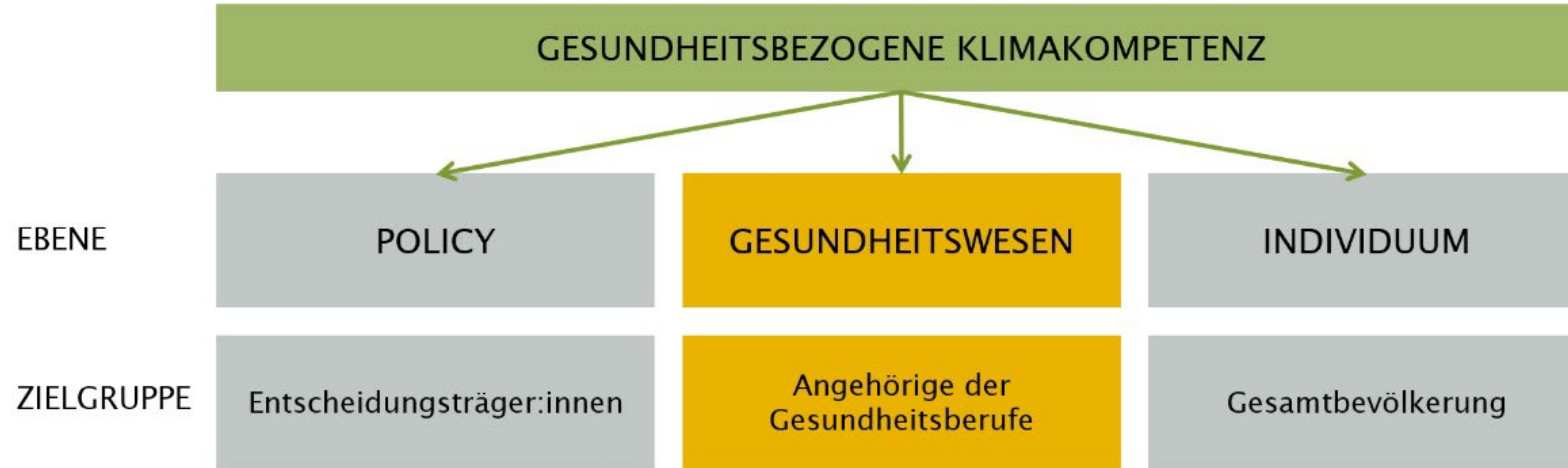 GESUNDHEITSBEZOGENE KLIMAKOMPETENZ
EBENE
POLICY
GESUNDHEITSWESEN
INDIVIDUUM
ZIELGRUPPE
Entscheidungsträger:innen
Angehörige der
Gesundheitsberufe
Gesamtbevölkerung